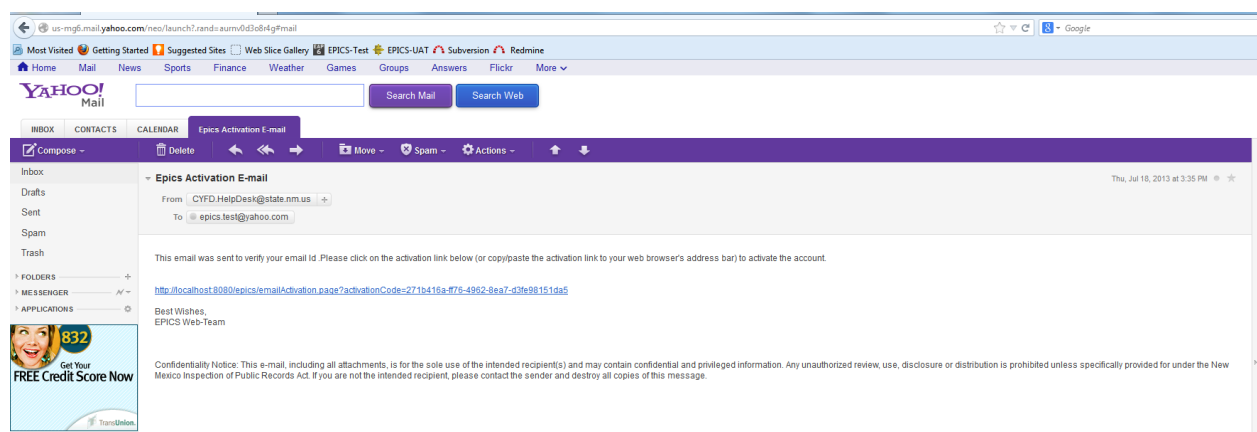 us-mg6.mail.yahoo.com/neo/launch?.rand=aumv0d3o8r4g#mail
Google
Most Visited Getting Started Suggested Sites Web Slice Gallery EPICS-Test EPICS-UAT Subversion Redmine
Home Mail News Sports Finance Weather Games Groups Answers Flickr More
YAHOO! Mail Search Mail Search Web
INBOX CONTACTS CALENDAR Epics Activation E-mail
Compose Delete Move Spam Actions
Inbox
Drafts
Sent
Spam
Trash
FOLDERS
MESSENGER
APPLICATIONS
832
Get Your
FREE Credit Score Now
TransUnion.
Epics Activation E-mail Thu, Jul 18, 2013 at 3:35 PM
From CYFD.HelpDesk@state.nm.us +
To epics.test@yahoo.com
This email was sent to verify your email Id .Please click on the activation link below (or copy/paste the activation link to your web browser's address bar) to activate the account.
http://localhost:8080/epics/emailActivation.page?activationCode=271b416a-ff76-4962-8ea7-d3fe98151da5
Best Wishes,
EPICS Web-Team
Confidentiality Notice: This e-mail, including all attachments, is for the sole use of the intended recipient(s) and may contain confidential and privileged information. Any unauthorized review, use, disclosure or distribution is prohibited unless specifically provided for under the New
Mexico Inspection of Public Records Act. If you are not the intended recipient, please contact the sender and destroy all copies of this message.